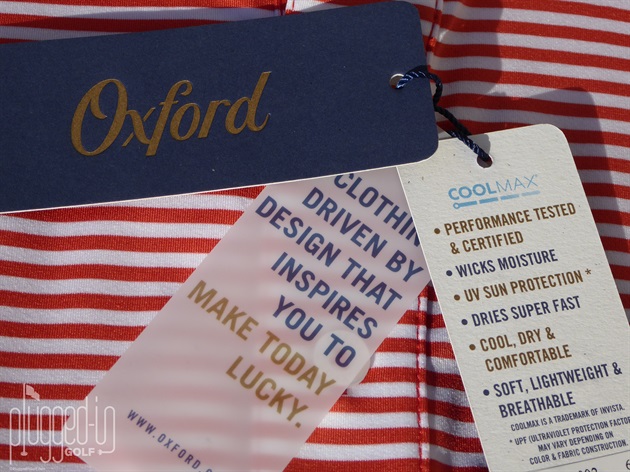 Oxford
CLOTHIN
DRIVEN BY
DESIGN THAT
INSPIRES
YOU TO
MAKE TODAY
LUCKY.
WWW.OXFORD.
COOLMAX®
• PERFORMANCE TESTED
& CERTIFIED
• WICKS MOISTURE
• UV SUN PROTECTION *
• DRIES SUPER FAST
• COOL, DRY &
COMFORTABLE
• SOFT, LIGHTWEIGHT &
BREATHABLE
COOLMAX IS A TRADEMARK OF INVISTA.
* UPF (ULTRAVIOLET PROTECTION FACTOR
MAY VARY DEPENDING ON
COLOR & FABRIC CONSTRUCTION.
plugged-in
GOLF